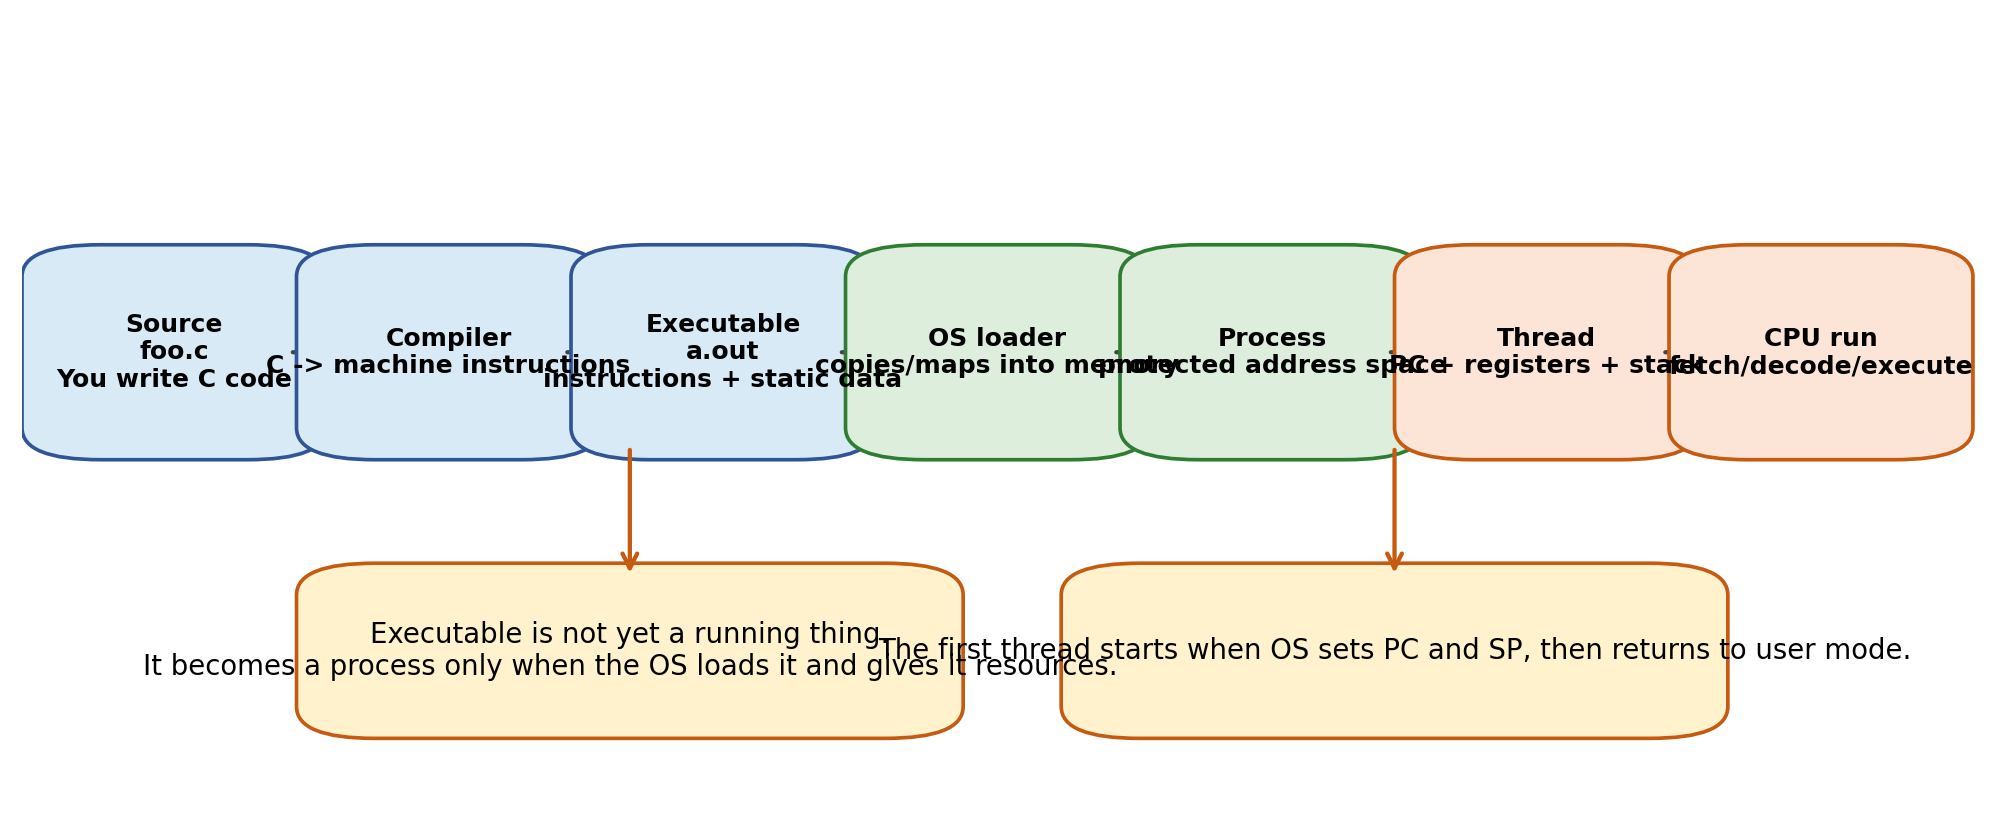 Source
foo.c
You write C code
Compiler
C -> machine instructions
Executable
a.out
instructions + static data
OS loader
copies/maps into memory
Process
protected address space
Thread
PC + registers + stack
CPU run
fetch/decode/execute
Executable is not yet a running thing.
It becomes a process only when the OS loads it and gives it resources.
The first thread starts when OS sets PC and SP, then returns to user mode.